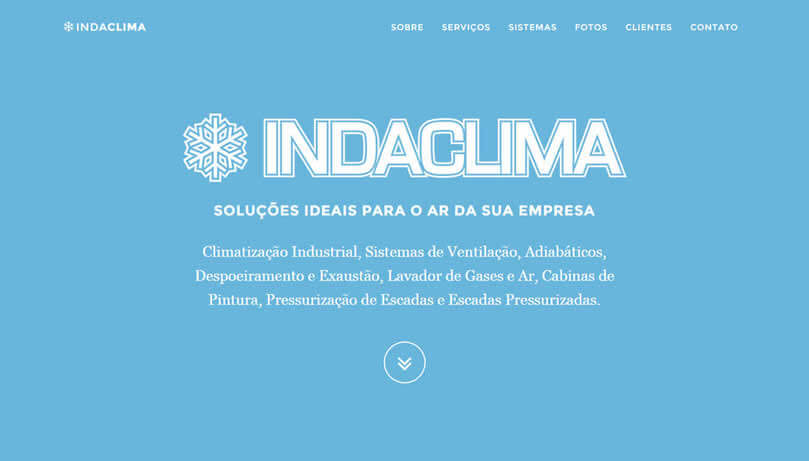 INDACLIMA
SOBRE SERVIÇOS SISTEMAS FOTOS CLIENTES CONTATO
INDACLIMA
SOLUÇÕES IDEAIS PARA O AR DA SUA EMPRESA
Climatização Industrial, Sistemas de Ventilação, Adiabáticos,
Despoeiramento e Exaustão, Lavador de Gases e Ar, Cabinas de
Pintura, Pressurização de Escadas e Escadas Pressurizadas.